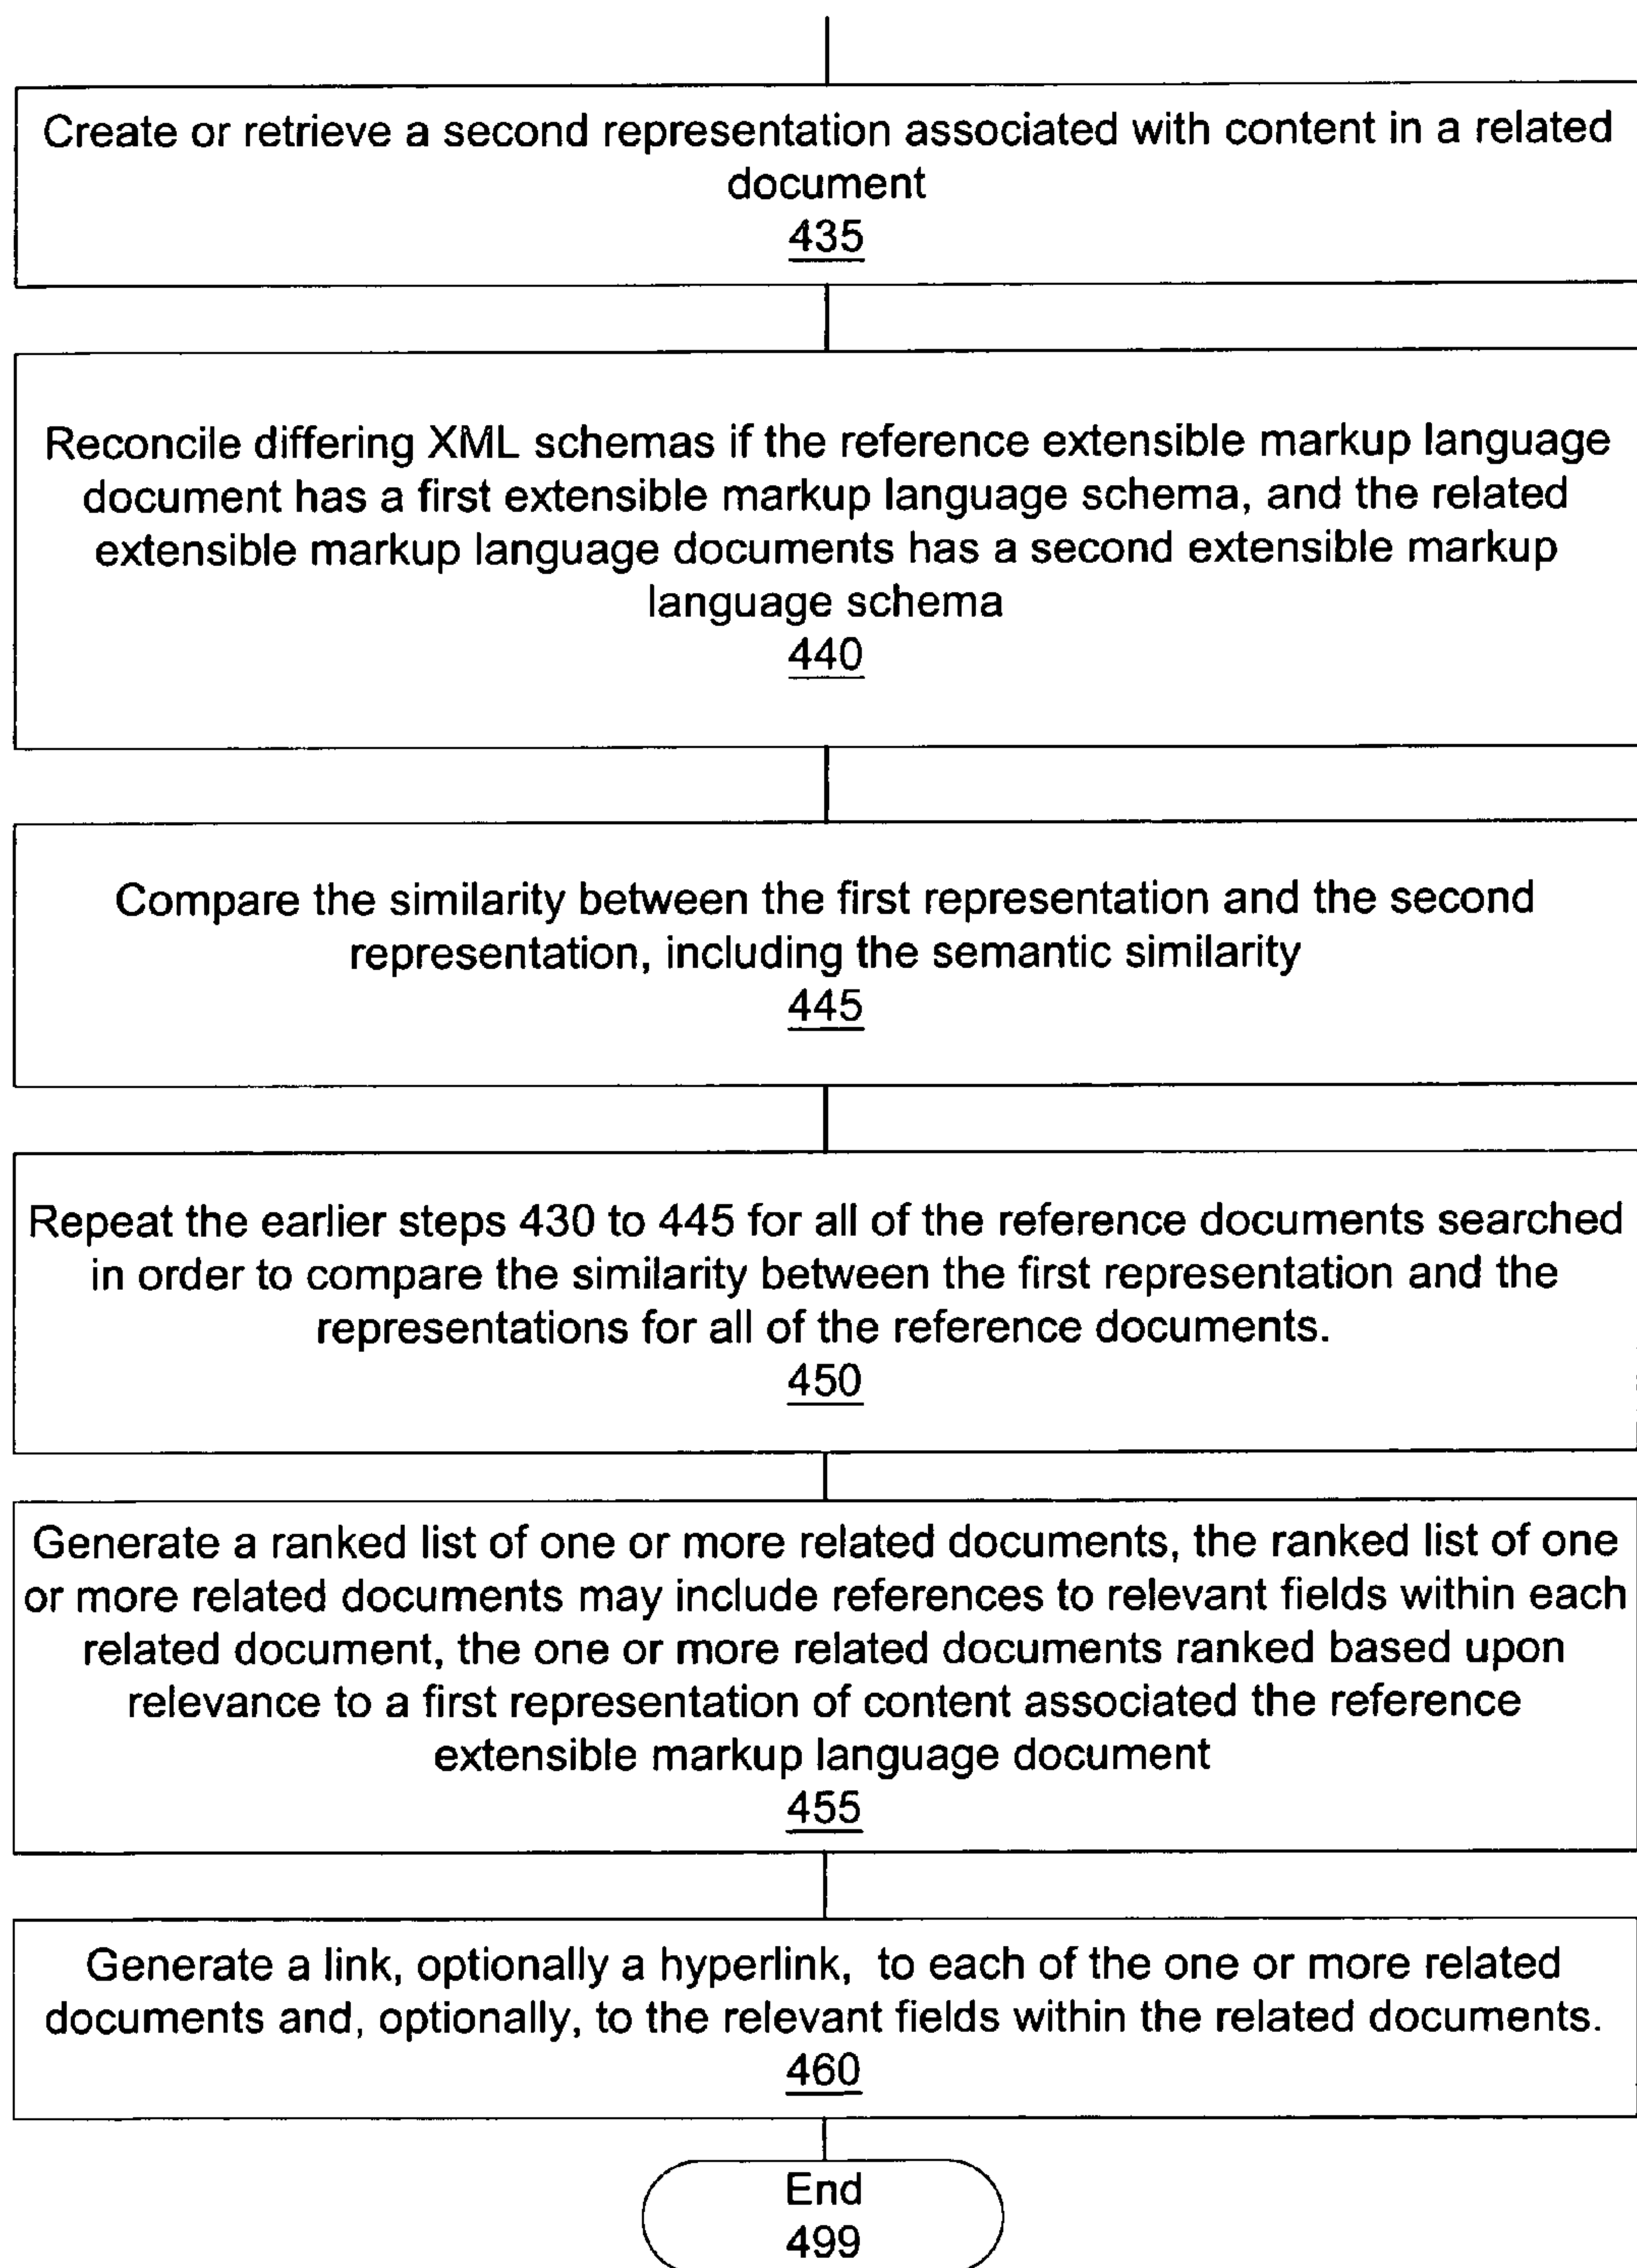 Create or retrieve a second representation associated with content in a related
document
435
Reconcile differing XML schemas if the reference extensible markup language
document has a first extensible markup language schema, and the related
extensible markup language documents has a second extensible markup
language schema
440
Compare the similarity between the first representation and the second
representation, including the semantic similarity
445
Repeat the earlier steps 430 to 445 for all of the reference documents searched
in order to compare the similarity between the first representation and the
representations for all of the reference documents.
450
Generate a ranked list of one or more related documents, the ranked list of one
or more related documents may include references to relevant fields within each
related document, the one or more related documents ranked based upon
relevance to a first representation of content associated the reference
extensible markup language document
455
Generate a link, optionally a hyperlink, to each of the one or more related
documents and, optionally, to the relevant fields within the related documents.
460
End
499